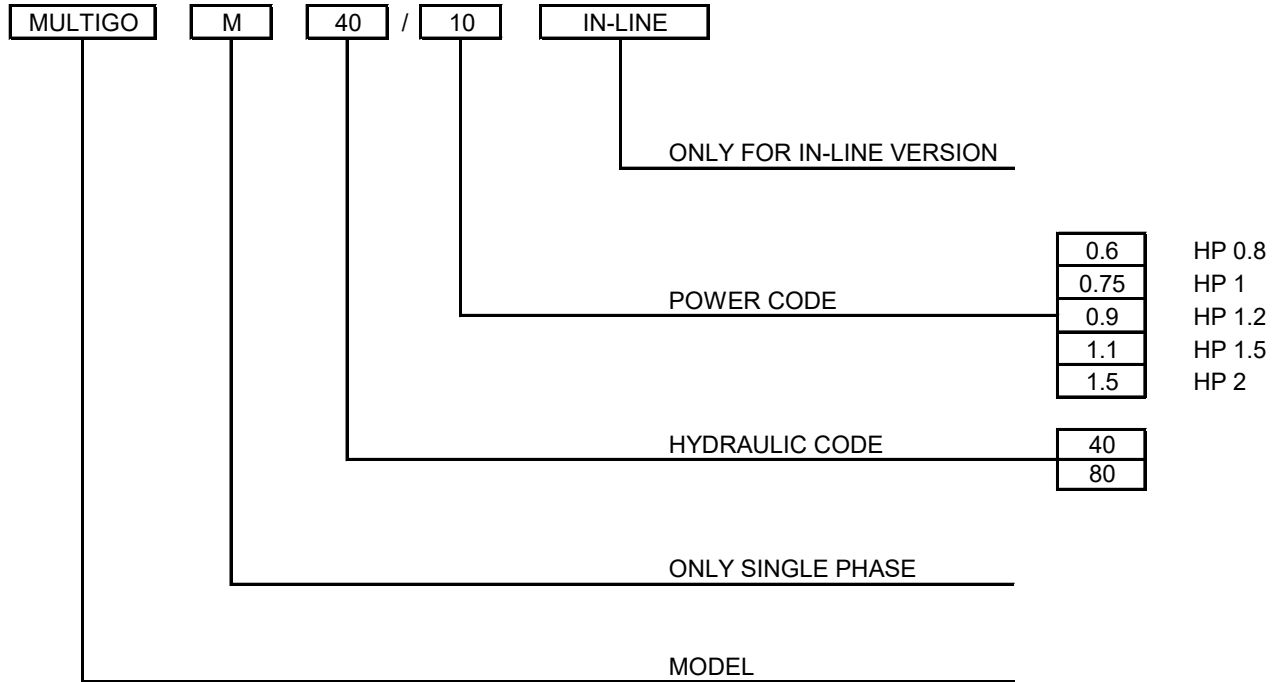 MULTIGO M 40 / 10 IN-LINE
ONLY FOR IN-LINE VERSION
0.6 HP 0.8
0.75 HP 1
POWER CODE
0.9 HP 1.2
1.1 HP 1.5
1.5 HP 2
HYDRAULIC CODE 40
80
ONLY SINGLE PHASE
MODEL